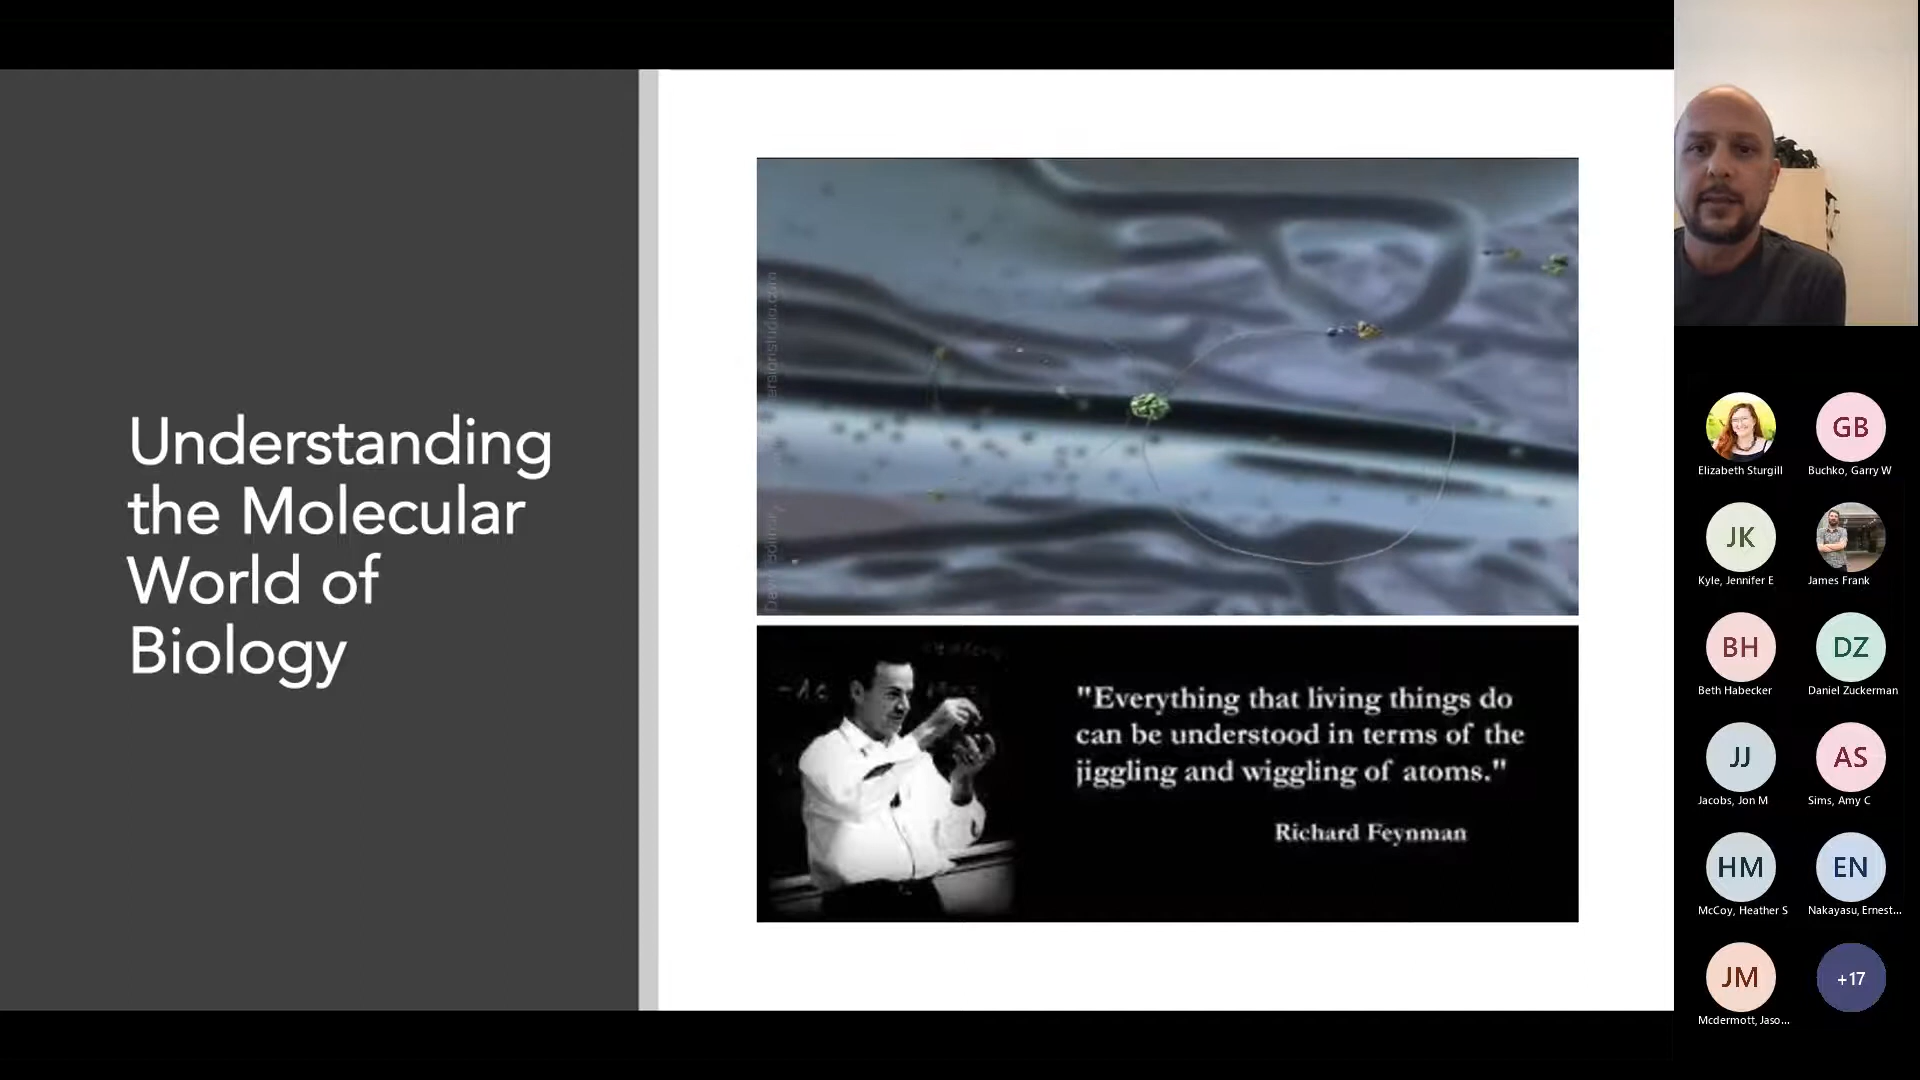 Understanding
the Molecular
World of
Biology
"Everything that living things do
can be understood in terms of the
jiggling and wiggling of atoms."
Richard Feynman
Elizabeth Sturgill
GB
Buchko, Garry W
JK
Kyle, Jennifer E
James Frank
BH
Beth Habecker
DZ
Daniel Zuckerman
JJ
Jacobs, Jon M
AS
Sims, Amy C
HM
McCoy, Heather S
EN
Nakayasu, Ernest...
JM
Mcdermott, Jaso...
+17